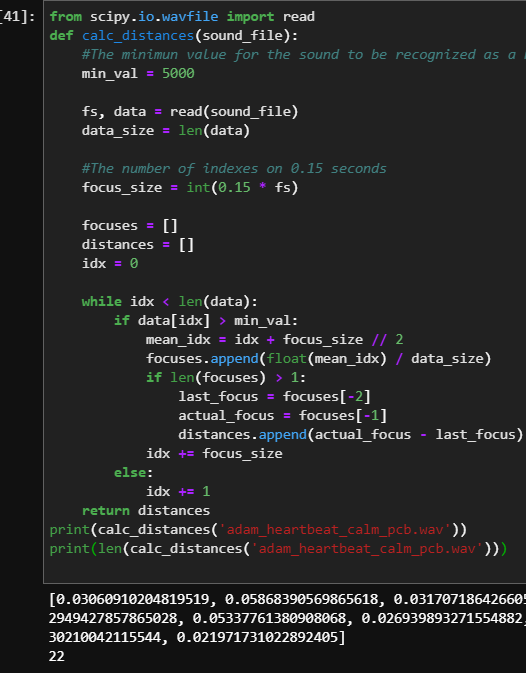 [41]:
from scipy.io.wavfile import read
def calc_distances(sound_file):
    #The minimun value for the sound to be recognized as a
    min_val = 5000

    fs, data = read(sound_file)
    data_size = len(data)

    #The number of indexes on 0.15 seconds
    focus_size = int(0.15 * fs)

    focuses = []
    distances = []
    idx = 0

    while idx < len(data):
        if data[idx] > min_val:
            mean_idx = idx + focus_size // 2
            focuses.append(float(mean_idx) / data_size)
            if len(focuses) > 1:
                last_focus = focuses[-2]
                actual_focus = focuses[-1]
                distances.append(actual_focus - last_focus)
            idx += focus_size
        else:
            idx += 1
    return distances
print(calc_distances('adam_heartbeat_calm_pcb.wav'))
print(len(calc_distances('adam_heartbeat_calm_pcb.wav')))
[0.03060910204819519, 0.05868390569865618, 0.031707186426605
2949427857865028, 0.05337761380908068, 0.026939893271554882,
30210042115544, 0.021971731022892405]
22